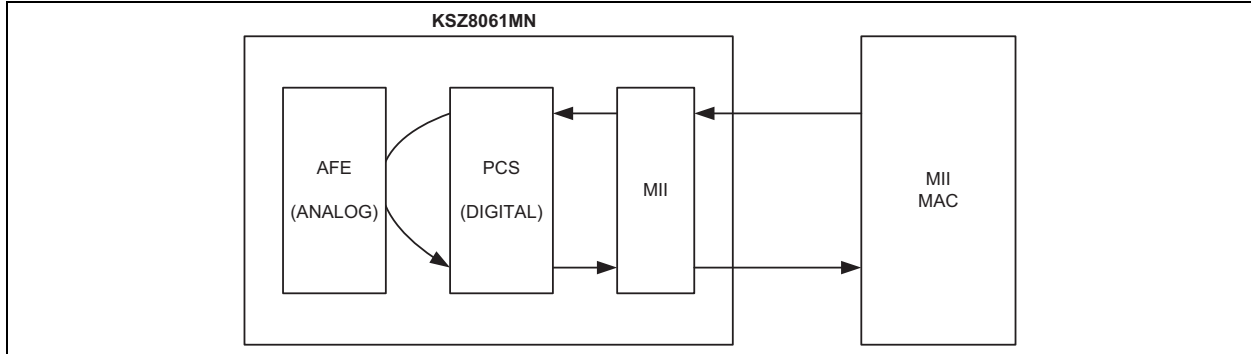 KSZ8061MN
AFE
(ANALOG)
PCS
(DIGITAL)
MII
MII
MAC